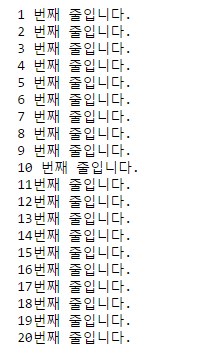 1 번째 줄입니다.
2 번째 줄입니다.
3 번째 줄입니다.
4 번째 줄입니다.
5 번째 줄입니다.
6 번째 줄입니다.
7 번째 줄입니다.
8 번째 줄입니다.
9 번째 줄입니다.
10 번째 줄입니다.
11번째 줄입니다.
12번째 줄입니다.
13번째 줄입니다.
14번째 줄입니다.
15번째 줄입니다.
16번째 줄입니다.
17번째 줄입니다.
18번째 줄입니다.
19번째 줄입니다.
20번째 줄입니다.